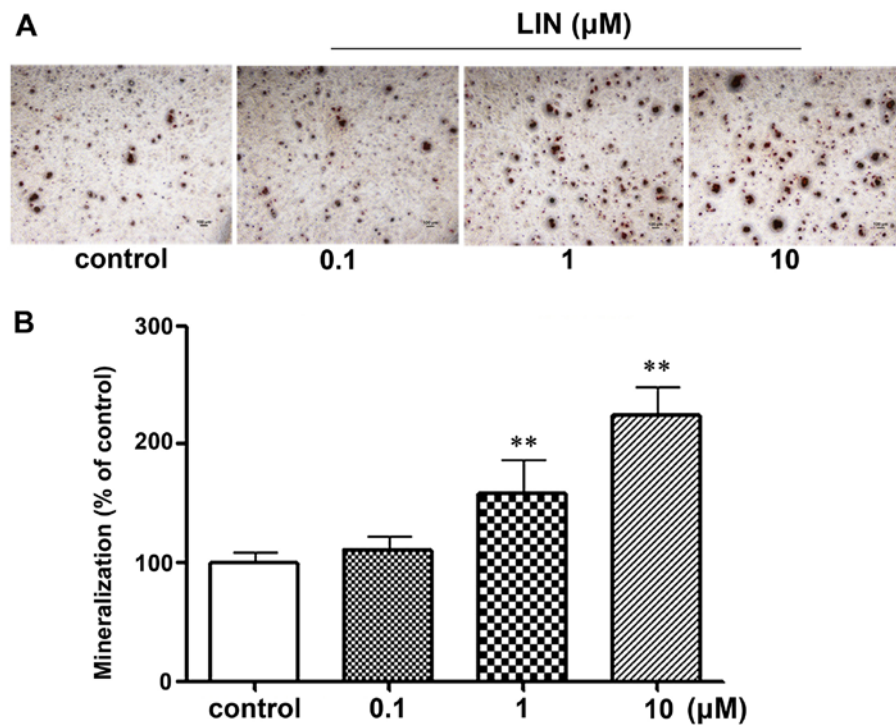 A
LIN (µM)
control 0.1 1 10
B
Mineralization (% of control)
300
200
100
0
**
**
control 0.1 1 10 (µM)